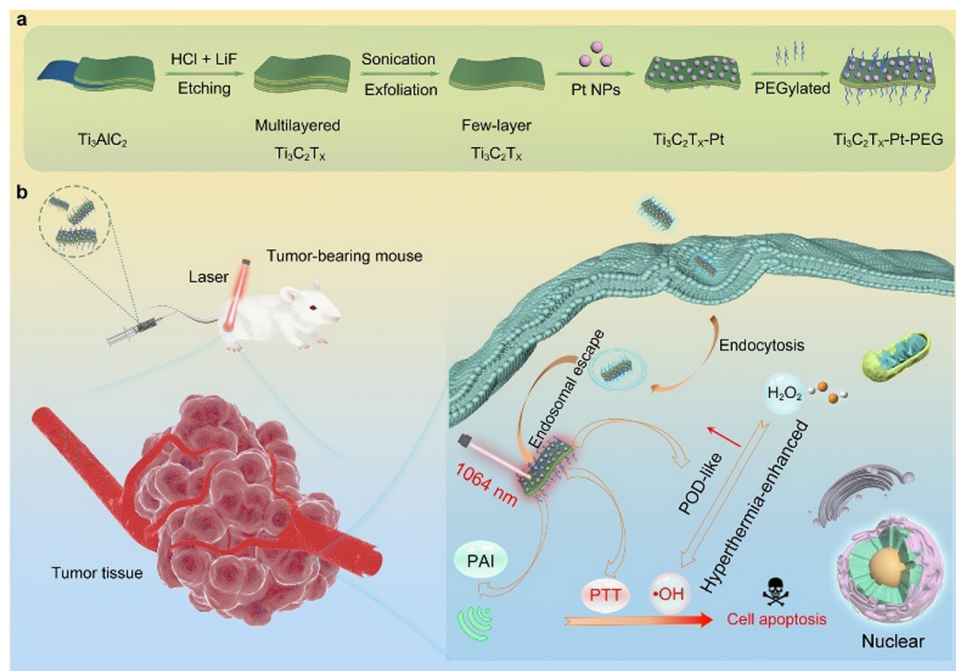 a
HCl + LiF
Etching
Sonication
Exfoliation
Pt NPs
PEGylated
Ti₃AlC₂
Multilayered
Ti₃C₂Tₓ
Few-layer
Ti₃C₂Tₓ
Ti₃C₂Tₓ-Pt
Ti₃C₂Tₓ-Pt-PEG
b
Laser
Tumor-bearing mouse
Tumor tissue
Endocytosis
Endosomal escape
1064 nm
H₂O₂
POD-like
Hyperthermia-enhanced
PAI
PTT
•OH
Cell apoptosis
Nuclear